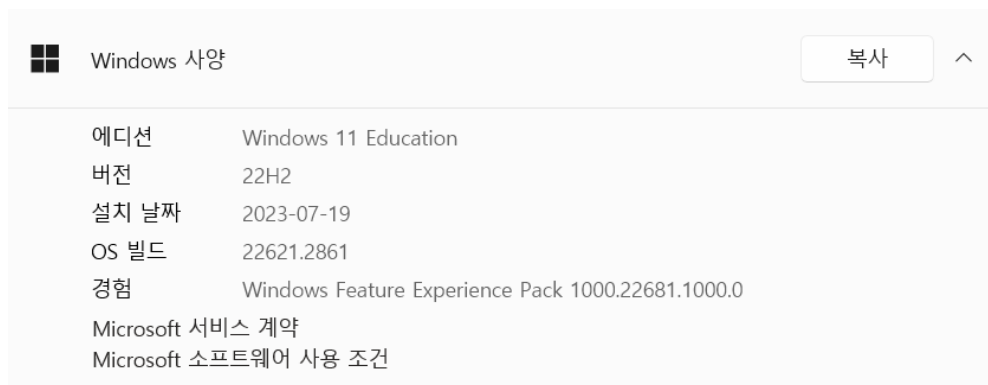 Windows 사양
복사
에디션 Windows 11 Education
버전 22H2
설치 날짜 2023-07-19
OS 빌드 22621.2861
경험 Windows Feature Experience Pack 1000.22681.1000.0
Microsoft 서비스 계약
Microsoft 소프트웨어 사용 조건